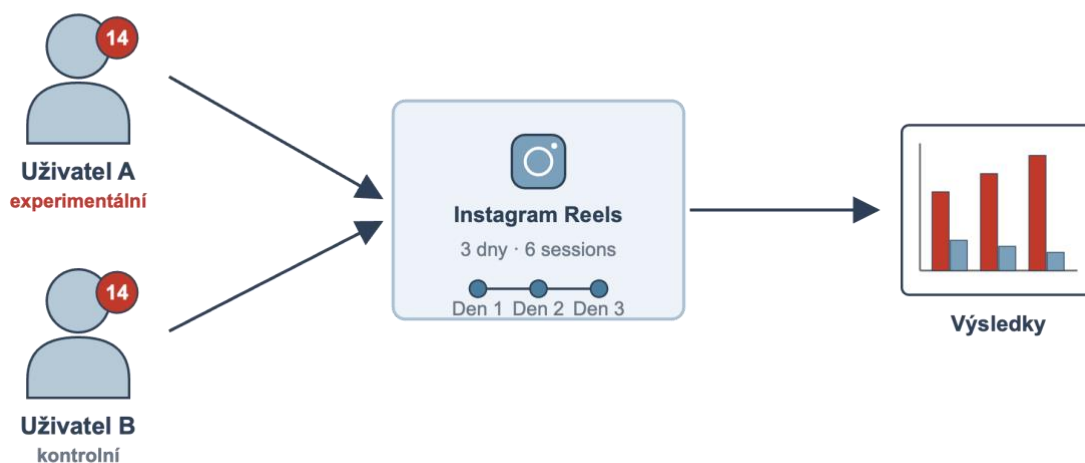 14
Uživatel A
experimentální
14
Uživatel B
kontrolní
Instagram Reels
3 dny · 6 sessions
Den 1 Den 2 Den 3
Výsledky